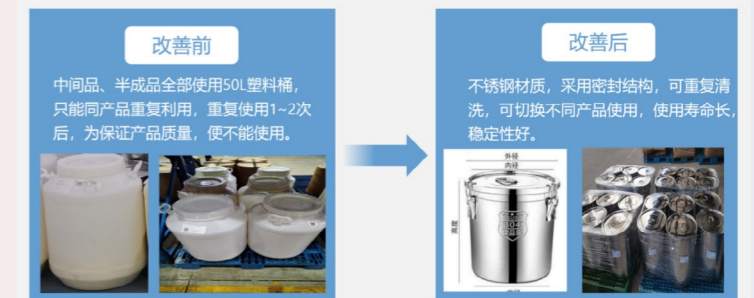 改善前
中间品、半成品全部使用50L塑料桶，
只能同产品重复利用，重复使用1~2次
后，为保证产品质量，便不能使用。
改善后
不锈钢材质，采用密封结构，可重复清
洗，可切换不同产品使用，使用寿命长，
稳定性好。
外径
内径
高度
304